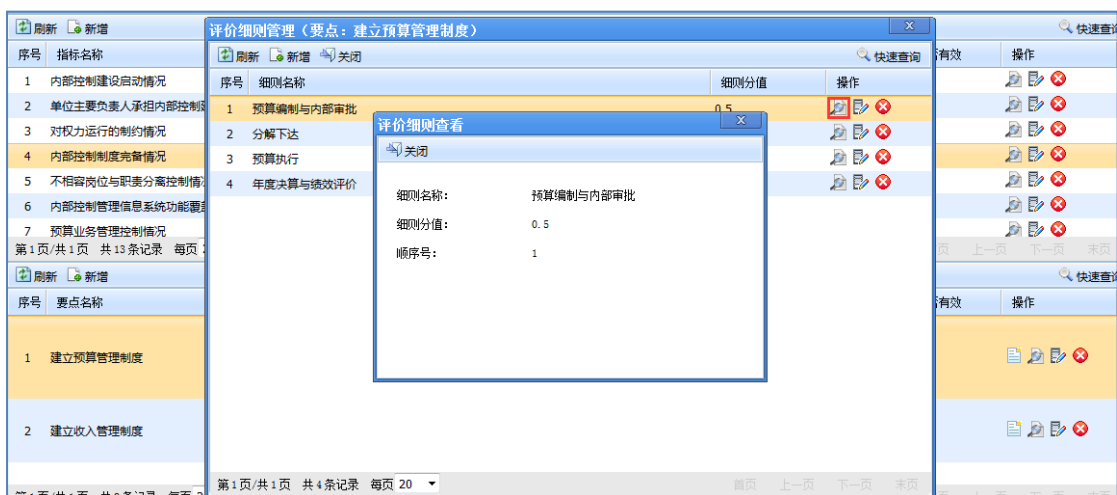 刷新 新增
快速查询
序号 指标名称 有效 操作
1 内部控制建设启动情况
2 单位主要负责人承担内部控制建
3 对权力运行的制约情况
4 内部控制制度完备情况
5 不相容岗位与职责分离控制情
6 内部控制管理信息系统功能覆
7 预算业务管理控制情况
第1页/共1页 共13条记录 每页
页 上一页 下一页 末页
刷新 新增
快速查询
序号 要点名称 有效 操作
1 建立预算管理制度
2 建立收入管理制度
评价细则管理(要点:建立预算管理制度) X
刷新 新增 关闭
快速查询
序号 细则名称 细则分值 操作
1 预算编制与内部审批 0.5
2 分解下达
3 预算执行
4 年度决算与绩效评价
第1页/共1页 共4条记录 每页 20
首页 上一页 下一页 末页
评价细则查看 X
关闭
细则名称: 预算编制与内部审批
细则分值: 0.5
顺序号: 1